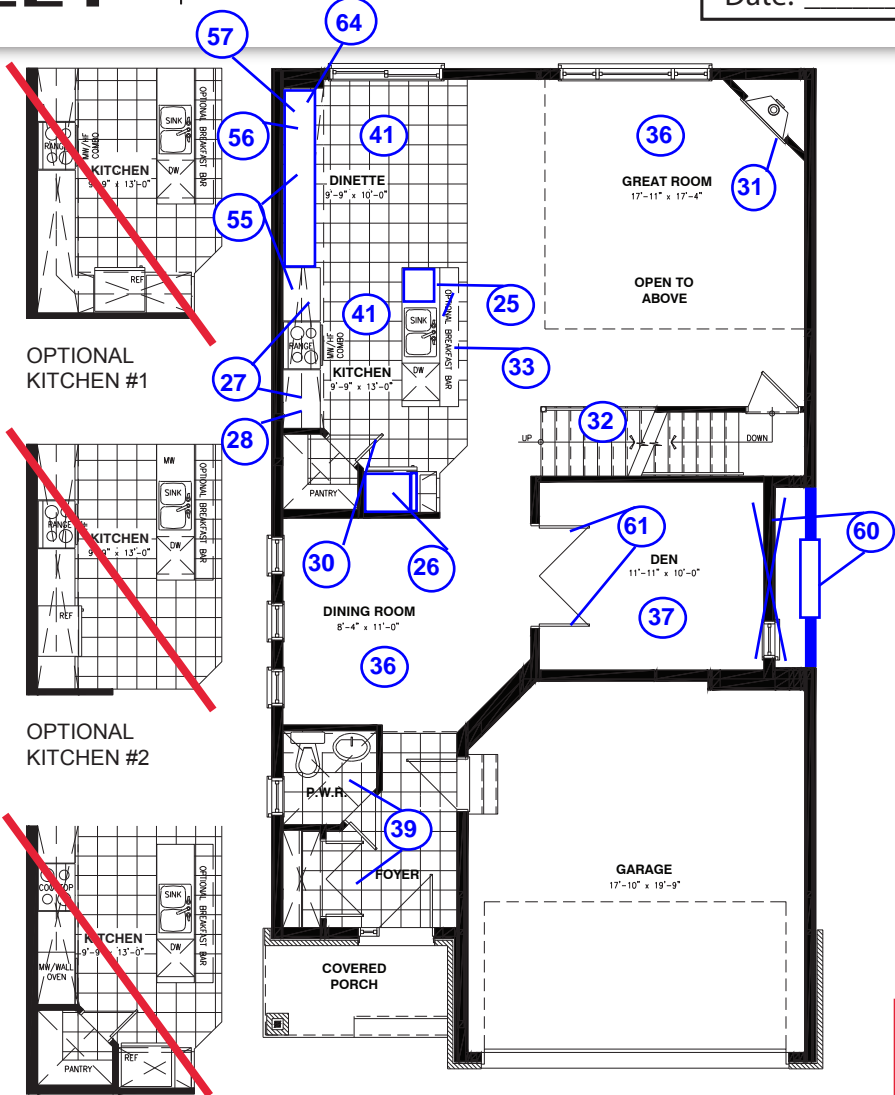 Date:
57
64
56
55
41
36
31
SINK
DW
RANGE
MW/HF COMBO
OPTIONAL BREAKFAST BAR
KITCHEN
9'-9" x 13'-0"
REF
OPTIONAL
KITCHEN #1
DINETTE
9'-9" x 10'-0"
GREAT ROOM
17'-11" x 17'-4"
OPEN TO
ABOVE
41
25
33
27
28
SINK
DW
RANGE
MW/HF COMBO
OPTIONAL BREAKFAST BAR
KITCHEN
9'-9" x 13'-0"
32
UP
DOWN
PANTRY
30
26
MW
SINK
DW
RANGE
OPTIONAL BREAKFAST BAR
KITCHEN
9'-9" x 13'-0"
REF
OPTIONAL
KITCHEN #2
61
60
DEN
11'-11" x 10'-0"
37
DINING ROOM
8'-4" x 11'-0"
36
P.W.R.
39
FOYER
GARAGE
17'-10" x 19'-9"
COVERED
PORCH
SINK
DW
COOKTOP
OPTIONAL BREAKFAST BAR
KITCHEN
9'-9" x 13'-0"
MW/WALL
OVEN
PANTRY
REF